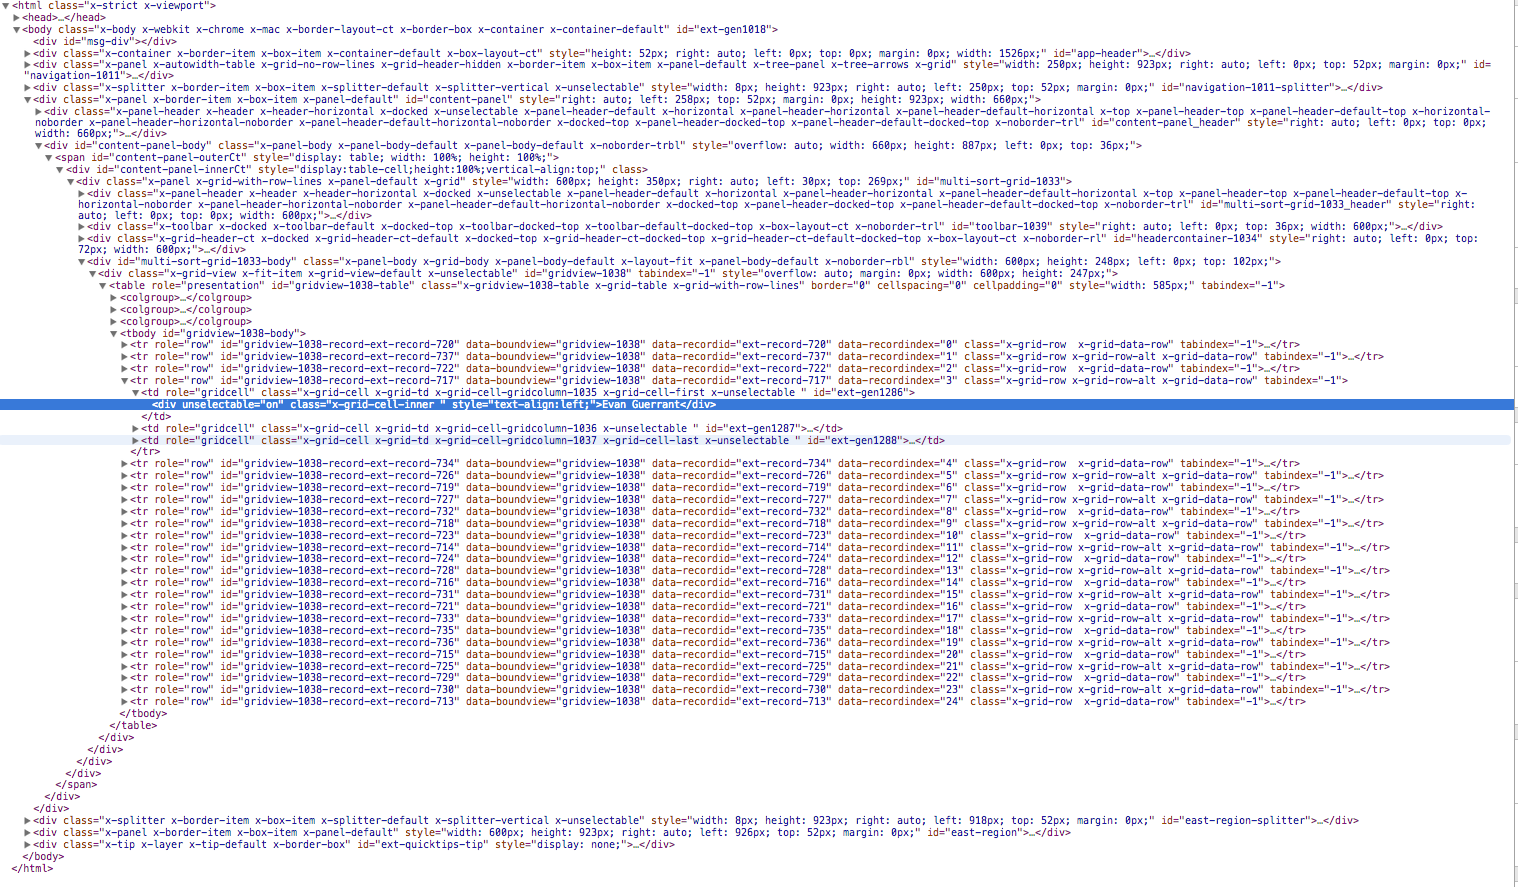 ▼<html class="x-strict x-viewport">
▶<head>…</head>
▼<body class="x-body x-webkit x-chrome x-mac x-border-layout-ct x-border-box x-container x-container-default" id="ext-gen1018">
<div id="msg-div"></div>
▶<div class="x-container x-border-item x-box-item x-container-default x-box-layout-ct" style="height: 52px; right: auto; left: 0px; top: 0px; margin: 0px; width: 1526px;" id="app-header">…</div>
▶<div class="x-panel x-autowidth-table x-grid-no-row-lines x-grid-header-hidden x-border-item x-box-item x-panel-default x-tree-panel x-tree-arrows x-grid" style="width: 250px; height: 923px; right: auto; left: 0px; top: 52px; margin: 0px;" id=
"navigation-1011">…</div>
▶<div class="x-splitter x-border-item x-box-item x-splitter-default x-splitter-vertical x-unselectable" style="width: 8px; height: 923px; right: auto; left: 250px; top: 52px; margin: 0px;" id="navigation-1011-splitter">…</div>
▼<div class="x-panel x-border-item x-box-item x-panel-default" id="content-panel" style="right: auto; left: 258px; top: 52px; margin: 0px; height: 923px; width: 660px;">
▶<div class="x-panel-header x-header x-header-horizontal x-docked x-unselectable x-panel-header-default x-horizontal x-panel-header-horizontal x-panel-header-default-horizontal x-top x-panel-header-top x-panel-header-default-top x-horizontal-
noborder x-panel-header-horizontal-noborder x-panel-header-default-horizontal-noborder x-docked-top x-panel-header-docked-top x-panel-header-default-docked-top x-noborder-trl" id="content-panel_header" style="right: auto; left: 0px; top: 0px;
width: 660px;">…</div>
▼<div id="content-panel-body" class="x-panel-body x-panel-body-default x-panel-body-default x-noborder-trbl" style="overflow: auto; width: 660px; height: 887px; left: 0px; top: 36px;">
▼<span id="content-panel-outerCt" style="display: table; width: 100%; height: 100%;">
▼<div id="content-panel-innerCt" style="display:table-cell;height:100%;vertical-align:top;" class>
▼<div class="x-panel x-grid-with-row-lines x-panel-default x-grid" style="width: 600px; height: 350px; right: auto; left: 30px; top: 269px;" id="multi-sort-grid-1033">
▶<div class="x-panel-header x-header x-header-horizontal x-docked x-unselectable x-panel-header-default x-horizontal x-panel-header-horizontal x-panel-header-default-horizontal x-top x-panel-header-top x-panel-header-default-top x-
horizontal-noborder x-panel-header-horizontal-noborder x-panel-header-default-horizontal-noborder x-docked-top x-panel-header-docked-top x-panel-header-default-docked-top x-noborder-trl" id="multi-sort-grid-1033_header" style="right:
auto; left: 0px; top: 0px; width: 600px;">…</div>
▶<div class="x-toolbar x-docked x-toolbar-default x-docked-top x-toolbar-docked-top x-toolbar-default-docked-top x-box-layout-ct x-noborder-trl" id="toolbar-1039" style="right: auto; left: 0px; top: 36px; width: 600px;">…</div>
▶<div class="x-grid-header-ct x-docked x-grid-header-ct-default x-docked-top x-grid-header-ct-docked-top x-grid-header-ct-default-docked-top x-box-layout-ct x-noborder-rl" id="headercontainer-1034" style="right: auto; left: 0px; top:
72px; width: 600px;">…</div>
▼<div id="multi-sort-grid-1033-body" class="x-panel-body x-grid-body x-panel-body-default x-layout-fit x-panel-body-default x-noborder-rbl" style="width: 600px; height: 248px; left: 0px; top: 102px;">
▼<div class="x-grid-view x-fit-item x-grid-view-default x-unselectable" id="gridview-1038" tabindex="-1" style="overflow: auto; margin: 0px; width: 600px; height: 247px;">
▼<table role="presentation" id="gridview-1038-table" class="x-gridview-1038-table x-grid-table x-grid-with-row-lines" border="0" cellspacing="0" cellpadding="0" style="width: 585px;" tabindex="-1">
▶<colgroup>…</colgroup>
▶<colgroup>…</colgroup>
▶<colgroup>…</colgroup>
▼<tbody id="gridview-1038-body">
▶<tr role="row" id="gridview-1038-record-ext-record-720" data-boundview="gridview-1038" data-recordid="ext-record-720" data-recordindex="0" class="x-grid-row  x-grid-data-row" tabindex="-1">…</tr>
▶<tr role="row" id="gridview-1038-record-ext-record-737" data-boundview="gridview-1038" data-recordid="ext-record-737" data-recordindex="1" class="x-grid-row x-grid-row-alt x-grid-data-row" tabindex="-1">…</tr>
▶<tr role="row" id="gridview-1038-record-ext-record-722" data-boundview="gridview-1038" data-recordid="ext-record-722" data-recordindex="2" class="x-grid-row  x-grid-data-row" tabindex="-1">…</tr>
▼<tr role="row" id="gridview-1038-record-ext-record-717" data-boundview="gridview-1038" data-recordid="ext-record-717" data-recordindex="3" class="x-grid-row x-grid-row-alt x-grid-data-row" tabindex="-1">
▼<td role="gridcell" class="x-grid-cell x-grid-td x-grid-cell-gridcolumn-1035 x-grid-cell-first x-unselectable " id="ext-gen1286">
<div unselectable="on" class="x-grid-cell-inner " style="text-align:left;">Evan Guerrant</div>
</td>
▶<td role="gridcell" class="x-grid-cell x-grid-td x-grid-cell-gridcolumn-1036 x-unselectable " id="ext-gen1287">…</td>
▶<td role="gridcell" class="x-grid-cell x-grid-td x-grid-cell-gridcolumn-1037 x-grid-cell-last x-unselectable " id="ext-gen1288">…</td>
</tr>
▶<tr role="row" id="gridview-1038-record-ext-record-734" data-boundview="gridview-1038" data-recordid="ext-record-734" data-recordindex="4" class="x-grid-row  x-grid-data-row" tabindex="-1">…</tr>
▶<tr role="row" id="gridview-1038-record-ext-record-726" data-boundview="gridview-1038" data-recordid="ext-record-726" data-recordindex="5" class="x-grid-row x-grid-row-alt x-grid-data-row" tabindex="-1">…</tr>
▶<tr role="row" id="gridview-1038-record-ext-record-719" data-boundview="gridview-1038" data-recordid="ext-record-719" data-recordindex="6" class="x-grid-row  x-grid-data-row" tabindex="-1">…</tr>
▶<tr role="row" id="gridview-1038-record-ext-record-727" data-boundview="gridview-1038" data-recordid="ext-record-727" data-recordindex="7" class="x-grid-row x-grid-row-alt x-grid-data-row" tabindex="-1">…</tr>
▶<tr role="row" id="gridview-1038-record-ext-record-732" data-boundview="gridview-1038" data-recordid="ext-record-732" data-recordindex="8" class="x-grid-row  x-grid-data-row" tabindex="-1">…</tr>
▶<tr role="row" id="gridview-1038-record-ext-record-718" data-boundview="gridview-1038" data-recordid="ext-record-718" data-recordindex="9" class="x-grid-row x-grid-row-alt x-grid-data-row" tabindex="-1">…</tr>
▶<tr role="row" id="gridview-1038-record-ext-record-723" data-boundview="gridview-1038" data-recordid="ext-record-723" data-recordindex="10" class="x-grid-row  x-grid-data-row" tabindex="-1">…</tr>
▶<tr role="row" id="gridview-1038-record-ext-record-714" data-boundview="gridview-1038" data-recordid="ext-record-714" data-recordindex="11" class="x-grid-row x-grid-row-alt x-grid-data-row" tabindex="-1">…</tr>
▶<tr role="row" id="gridview-1038-record-ext-record-724" data-boundview="gridview-1038" data-recordid="ext-record-724" data-recordindex="12" class="x-grid-row  x-grid-data-row" tabindex="-1">…</tr>
▶<tr role="row" id="gridview-1038-record-ext-record-728" data-boundview="gridview-1038" data-recordid="ext-record-728" data-recordindex="13" class="x-grid-row x-grid-row-alt x-grid-data-row" tabindex="-1">…</tr>
▶<tr role="row" id="gridview-1038-record-ext-record-716" data-boundview="gridview-1038" data-recordid="ext-record-716" data-recordindex="14" class="x-grid-row  x-grid-data-row" tabindex="-1">…</tr>
▶<tr role="row" id="gridview-1038-record-ext-record-731" data-boundview="gridview-1038" data-recordid="ext-record-731" data-recordindex="15" class="x-grid-row x-grid-row-alt x-grid-data-row" tabindex="-1">…</tr>
▶<tr role="row" id="gridview-1038-record-ext-record-721" data-boundview="gridview-1038" data-recordid="ext-record-721" data-recordindex="16" class="x-grid-row  x-grid-data-row" tabindex="-1">…</tr>
▶<tr role="row" id="gridview-1038-record-ext-record-733" data-boundview="gridview-1038" data-recordid="ext-record-733" data-recordindex="17" class="x-grid-row x-grid-row-alt x-grid-data-row" tabindex="-1">…</tr>
▶<tr role="row" id="gridview-1038-record-ext-record-735" data-boundview="gridview-1038" data-recordid="ext-record-735" data-recordindex="18" class="x-grid-row  x-grid-data-row" tabindex="-1">…</tr>
▶<tr role="row" id="gridview-1038-record-ext-record-736" data-boundview="gridview-1038" data-recordid="ext-record-736" data-recordindex="19" class="x-grid-row x-grid-row-alt x-grid-data-row" tabindex="-1">…</tr>
▶<tr role="row" id="gridview-1038-record-ext-record-715" data-boundview="gridview-1038" data-recordid="ext-record-715" data-recordindex="20" class="x-grid-row  x-grid-data-row" tabindex="-1">…</tr>
▶<tr role="row" id="gridview-1038-record-ext-record-725" data-boundview="gridview-1038" data-recordid="ext-record-725" data-recordindex="21" class="x-grid-row x-grid-row-alt x-grid-data-row" tabindex="-1">…</tr>
▶<tr role="row" id="gridview-1038-record-ext-record-729" data-boundview="gridview-1038" data-recordid="ext-record-729" data-recordindex="22" class="x-grid-row  x-grid-data-row" tabindex="-1">…</tr>
▶<tr role="row" id="gridview-1038-record-ext-record-730" data-boundview="gridview-1038" data-recordid="ext-record-730" data-recordindex="23" class="x-grid-row x-grid-row-alt x-grid-data-row" tabindex="-1">…</tr>
▶<tr role="row" id="gridview-1038-record-ext-record-713" data-boundview="gridview-1038" data-recordid="ext-record-713" data-recordindex="24" class="x-grid-row  x-grid-data-row" tabindex="-1">…</tr>
</tbody>
</table>
</div>
</div>
</div>
</div>
</span>
</div>
</div>
▶<div class="x-splitter x-border-item x-box-item x-splitter-default x-splitter-vertical x-unselectable" style="width: 8px; height: 923px; right: auto; left: 918px; top: 52px; margin: 0px;" id="east-region-splitter">…</div>
▶<div class="x-panel x-border-item x-box-item x-panel-default" style="width: 600px; height: 923px; right: auto; left: 926px; top: 52px; margin: 0px;" id="east-region">…</div>
▶<div class="x-tip x-layer x-tip-default x-border-box" id="ext-quicktips-tip" style="display: none;">…</div>
</body>
</html>